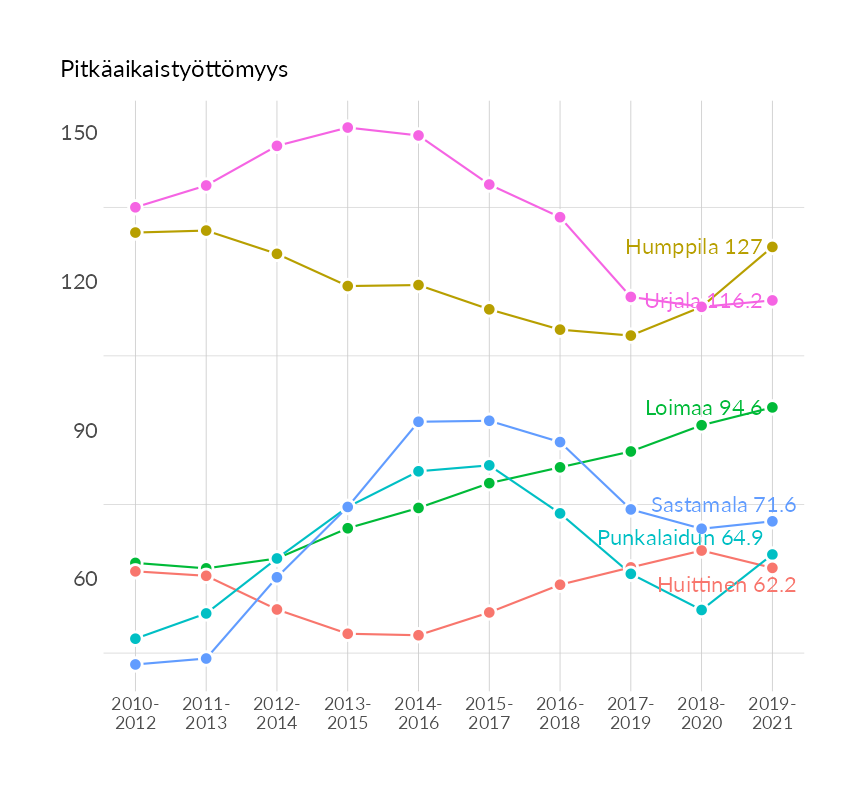 Pitkäaikaistyöttömyys
150
120
90
60
Humppila 127
Urjala 116.2
Loimaa 94.6
Sastamala 71.6
Punkalaidun 64.9
Huittinen 62.2
2010-2012
2011-2013
2012-2014
2013-2015
2014-2016
2015-2017
2016-2018
2017-2019
2018-2020
2019-2021